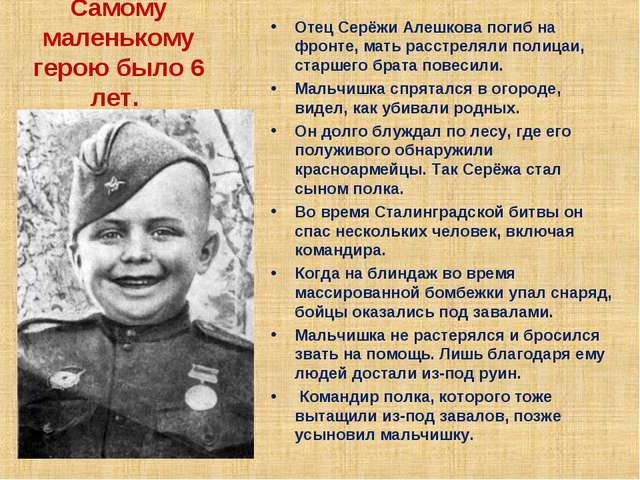 Самому
маленькому
герою было 6
лет.
• Отец Серёжи Алешкова погиб на
фронте, мать расстреляли полицаи,
старшего брата повесили.
• Мальчишка спрятался в огороде,
видел, как убивали родных.
• Он долго блуждал по лесу, где его
полуживого обнаружили
красноармейцы. Так Серёжа стал
сыном полка.
• Во время Сталинградской битвы он
спас нескольких человек, включая
командира.
• Когда на блиндаж во время
массированной бомбежки упал снаряд,
бойцы оказались под завалами.
• Мальчишка не растерялся и бросился
звать на помощь. Лишь благодаря ему
людей достали из-под руин.
• Командир полка, которого тоже
вытащили из-под завалов, позже
усыновил мальчишку.